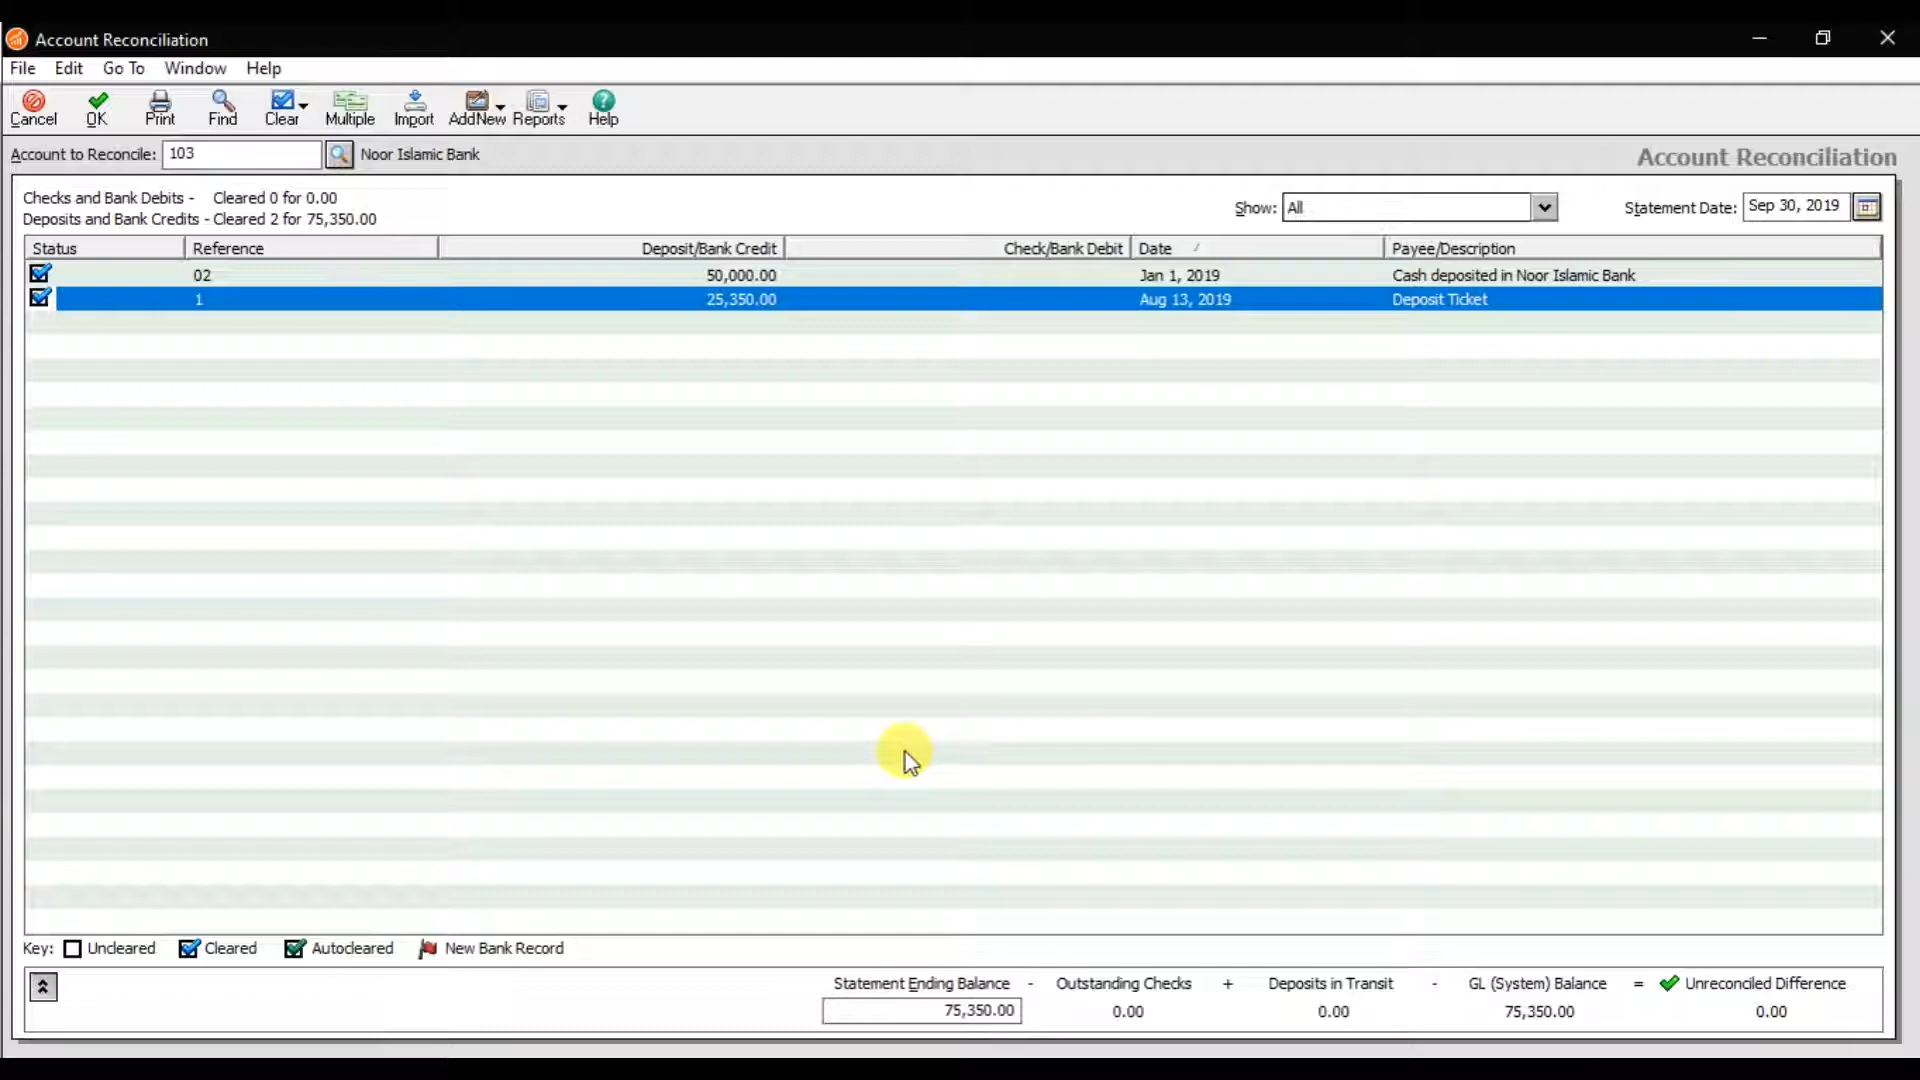 Account Reconciliation
File Edit Go To Window Help
Cancel OK Print Find Clear Multiple Import AddNew Reports Help
Account to Reconcile: 103 Noor Islamic Bank Account Reconciliation
Checks and Bank Debits - Cleared 0 for 0.00
Deposits and Bank Credits - Cleared 2 for 75,350.00
Show: All Statement Date: Sep 30, 2019
Status Reference Deposit/Bank Credit Check/Bank Debit Date / Payee/Description
02 50,000.00 Jan 1, 2019 Cash deposited in Noor Islamic Bank
1 25,350.00 Aug 13, 2019 Deposit Ticket
Key: Uncleared Cleared Autocleared New Bank Record
Statement Ending Balance - Outstanding Checks + Deposits in Transit - GL (System) Balance = Unreconciled Difference
75,350.00 0.00 0.00 75,350.00 0.00